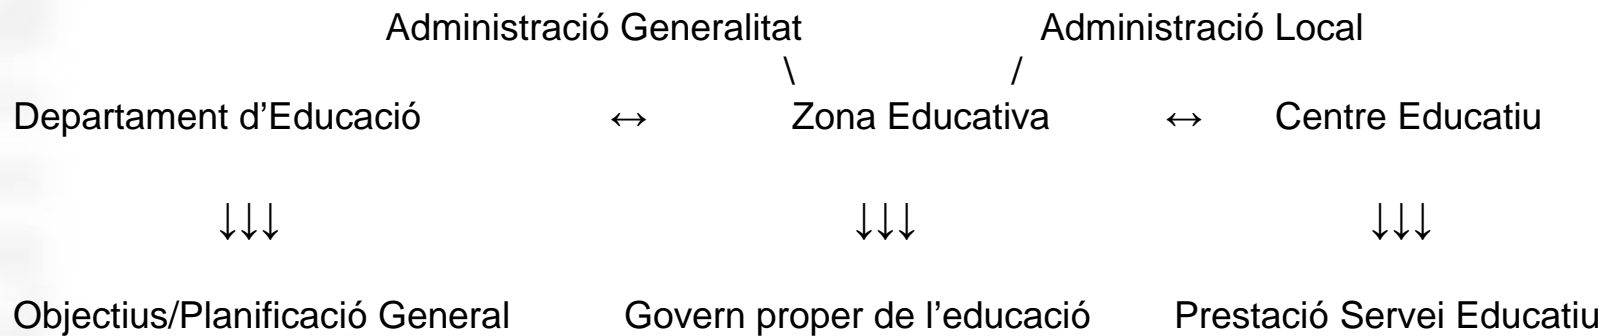 Administració Generalitat Administració Local
\ /
Departament d’Educació ↔ Zona Educativa ↔ Centre Educatiu
↓↓↓ ↓↓↓ ↓↓↓
Objectius/Planificació General Govern proper de l’educació Prestació Servei Educatiu